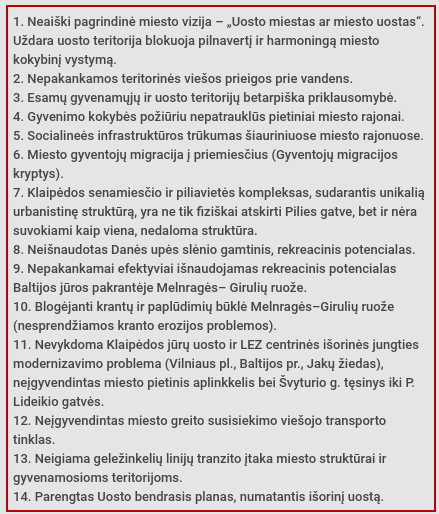 1. Neaiški pagrindinė miesto vizija – „Uosto miestas ar miesto uostas“.
Uždara uosto teritorija blokuoja pilnavertį ir harmoningą miesto
kokybinį vystymą.
2. Nepakankamos teritorinės viešos prieigos prie vandens.
3. Esamų gyvenamųjų ir uosto teritorijų betarpiška priklausomybė.
4. Gyvenimo kokybės požiūriu nepatrauklūs pietiniai miesto rajonai.
5. Socialineės infrastruktūros trūkumas šiauriniuose miesto rajonuose.
6. Miesto gyventojų migracija į priemiesčius (Gyventojų migracijos
kryptys).
7. Klaipėdos senamiesčio ir piliavietės kompleksas, sudarantis unikalią
urbanistinę struktūrą, yra ne tik fiziškai atskirti Pilies gatve, bet ir nėra
suvokiami kaip viena, nedaloma struktūra.
8. Neišnaudotas Danės upės slėnio gamtinis, rekreacinis potencialas.
9. Nepakankamai efektyviai išnaudojamas rekreacinis potencialas
Baltijos jūros pakrantėje Melnragės– Girulių ruože.
10. Blogėjanti krantų ir paplūdimių būklė Melnragės–Girulių ruože
(nesprendžiamos kranto erozijos problemos).
11. Nevykdoma Klaipėdos jūrų uosto ir LEZ centrinės išorinės jungties
modernizavimo problema (Vilniaus pl., Baltijos pr., Jakų žiedas),
neįgyvendintas miesto pietinis aplinkkelis bei Švyturio g. tęsinys iki P.
Lideikio gatvės.
12. Neįgyvendintas miesto greito susisiekimo viešojo transporto
tinklas.
13. Neigiama geležinkelių linijų tranzito įtaka miesto struktūrai ir
gyvenamosioms teritorijoms.
14. Parengtas Uosto bendrasis planas, numatantis išorinį uostą.